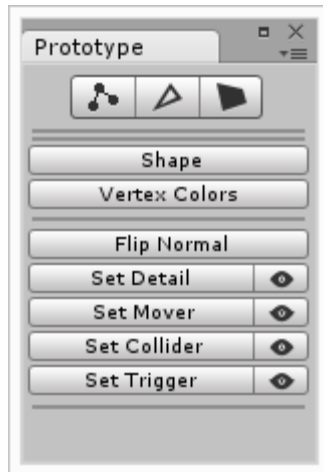 Prototype
Shape
Vertex Colors
Flip Normal
Set Detail
Set Mover
Set Collider
Set Trigger